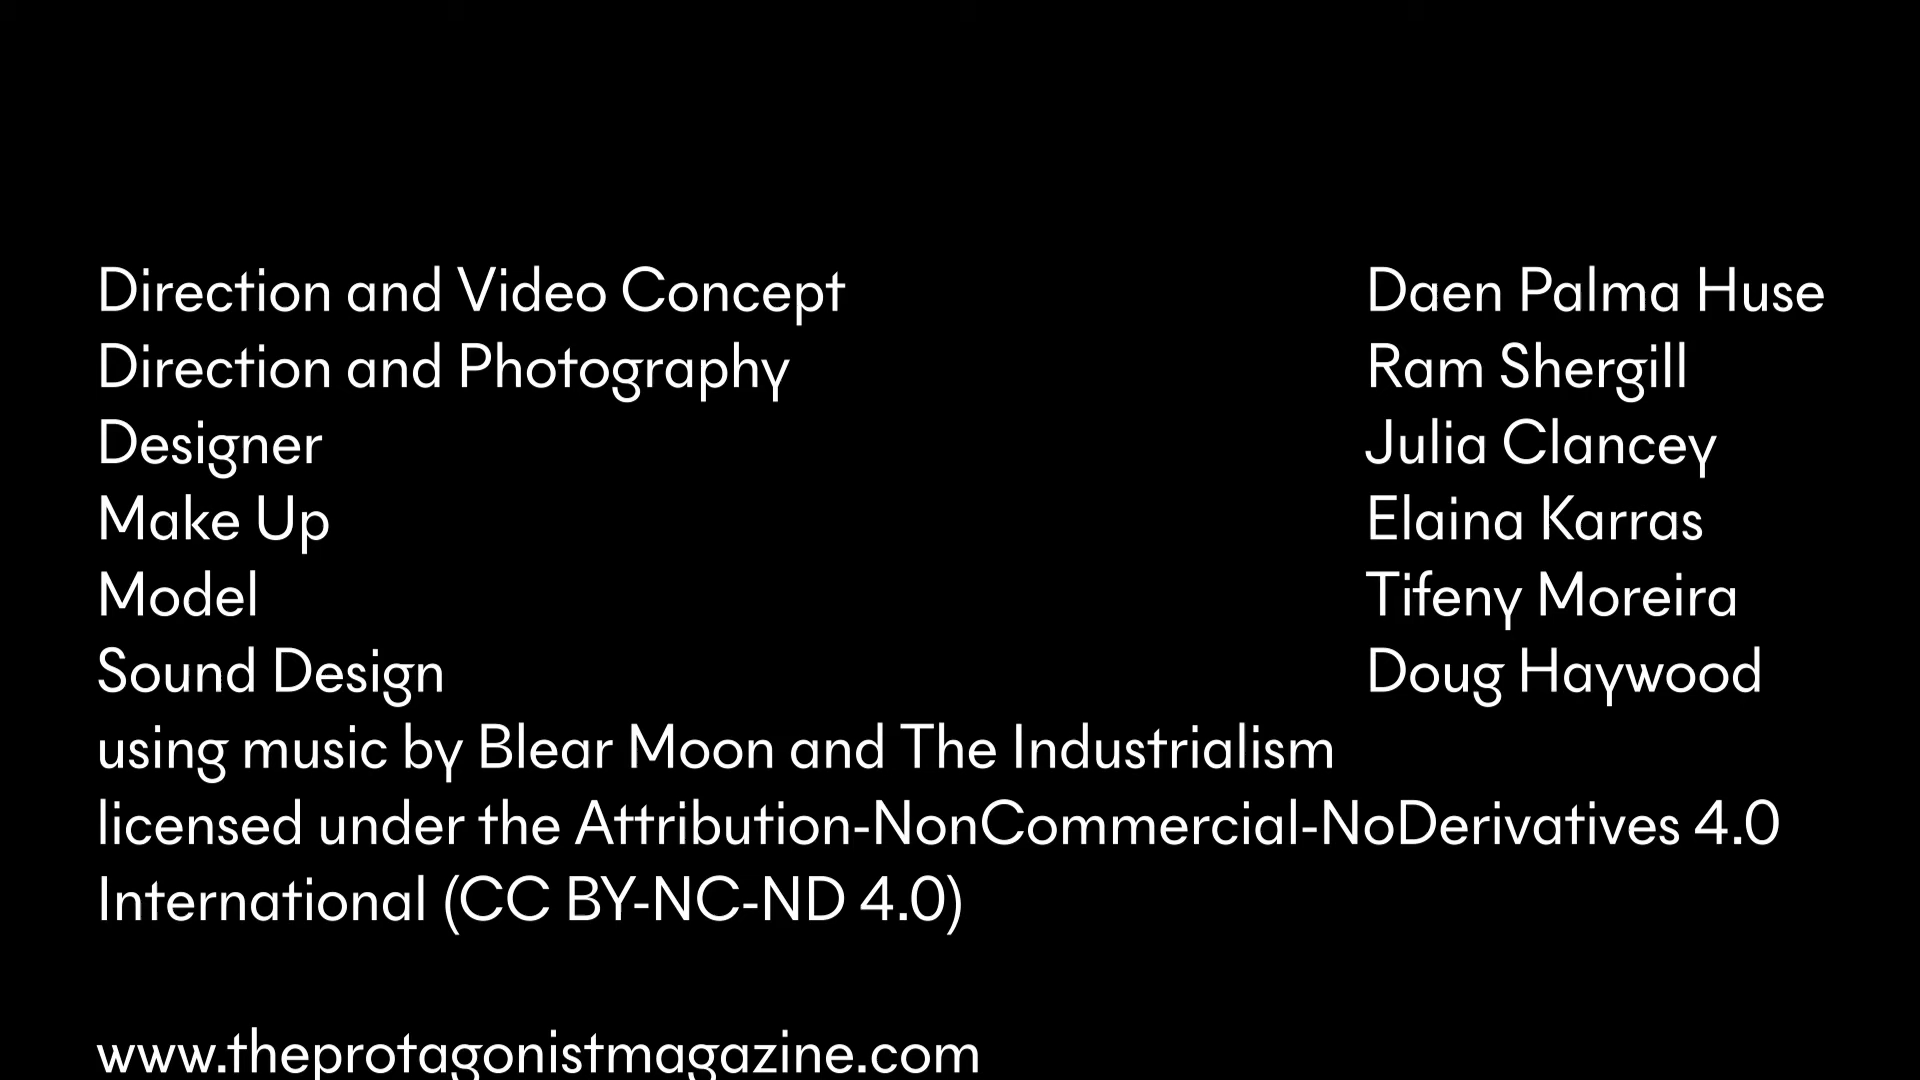 Direction and Video Concept Daen Palma Huse
Direction and Photography Ram Shergill
Designer Julia Clancey
Make Up Elaina Karras
Model Tifeny Moreira
Sound Design Doug Haywood
using music by Blear Moon and The Industrialism
licensed under the Attribution-NonCommercial-NoDerivatives 4.0
International (CC BY-NC-ND 4.0)
www.theprotagonistmagazine.com